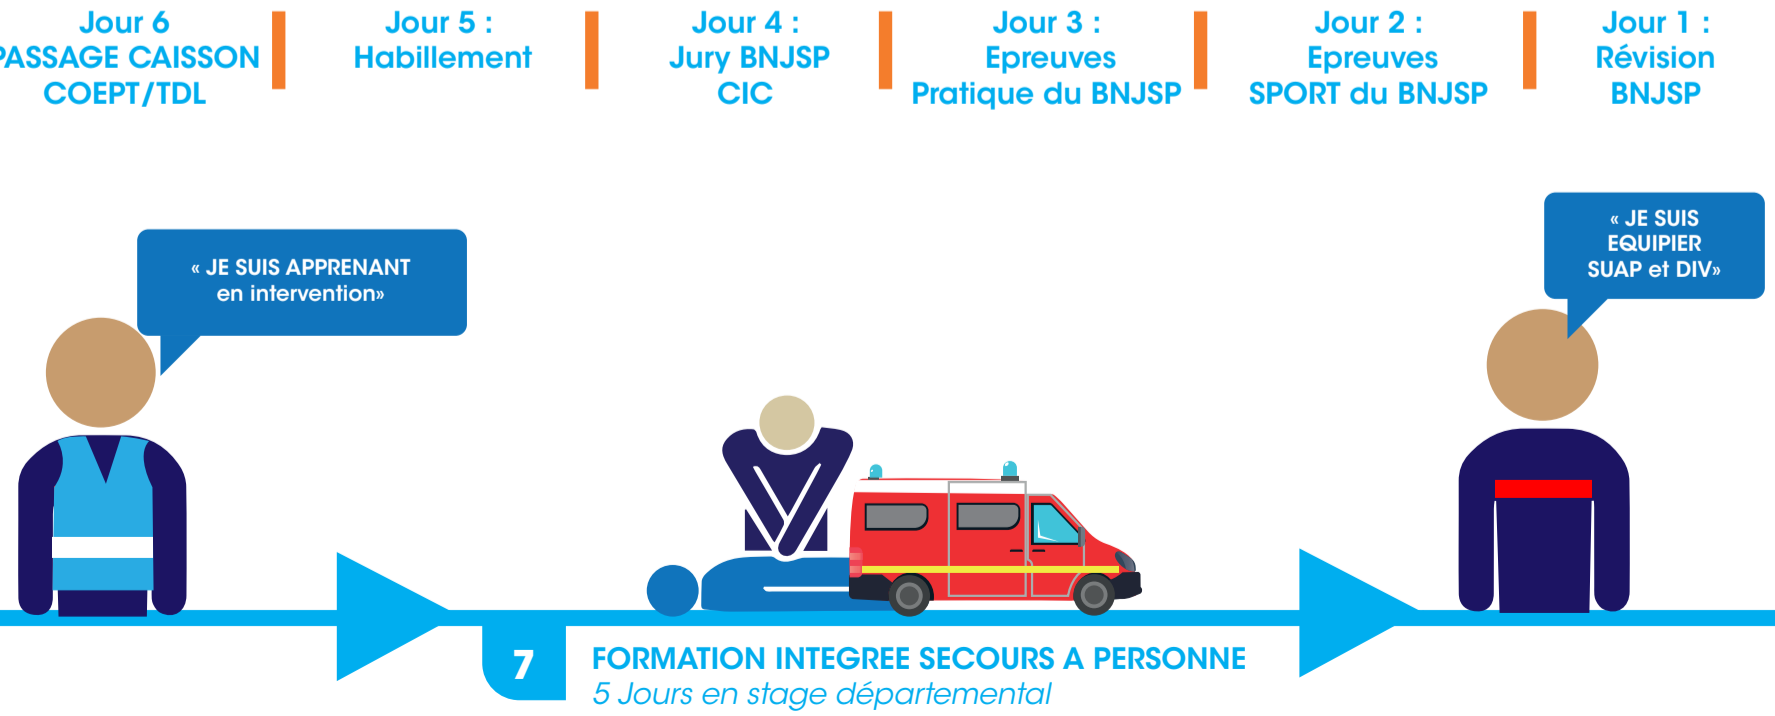 Jour 6
PASSAGE CAISSON
COEPT/TDL
Jour 5 :
Habillement
Jour 4 :
Jury BNJSP
CIC
Jour 3 :
Epreuves
Pratique du BNJSP
Jour 2 :
Epreuves
SPORT du BNJSP
Jour 1 :
Révision
BNJSP
« JE SUIS APPRENANT
en intervention»
« JE SUIS
EQUIPIER
SUAP et DIV»
7
FORMATION INTEGREE SECOURS A PERSONNE
5 Jours en stage départemental